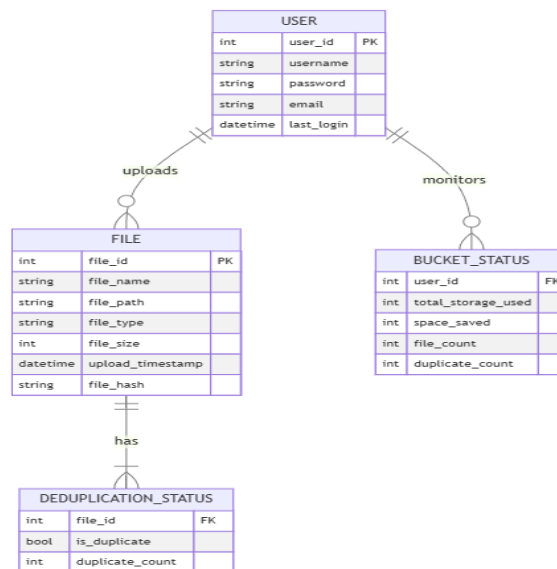 USER
int user_id PK
string username
string password
string email
datetime last_login
uploads
monitors
FILE
int file_id PK
string file_name
string file_path
string file_type
int file_size
datetime upload_timestamp
string file_hash
BUCKET_STATUS
int user_id FK
int total_storage_used
int space_saved
int file_count
int duplicate_count
has
DEDUPLICATION_STATUS
int file_id FK
bool is_duplicate
int duplicate_count